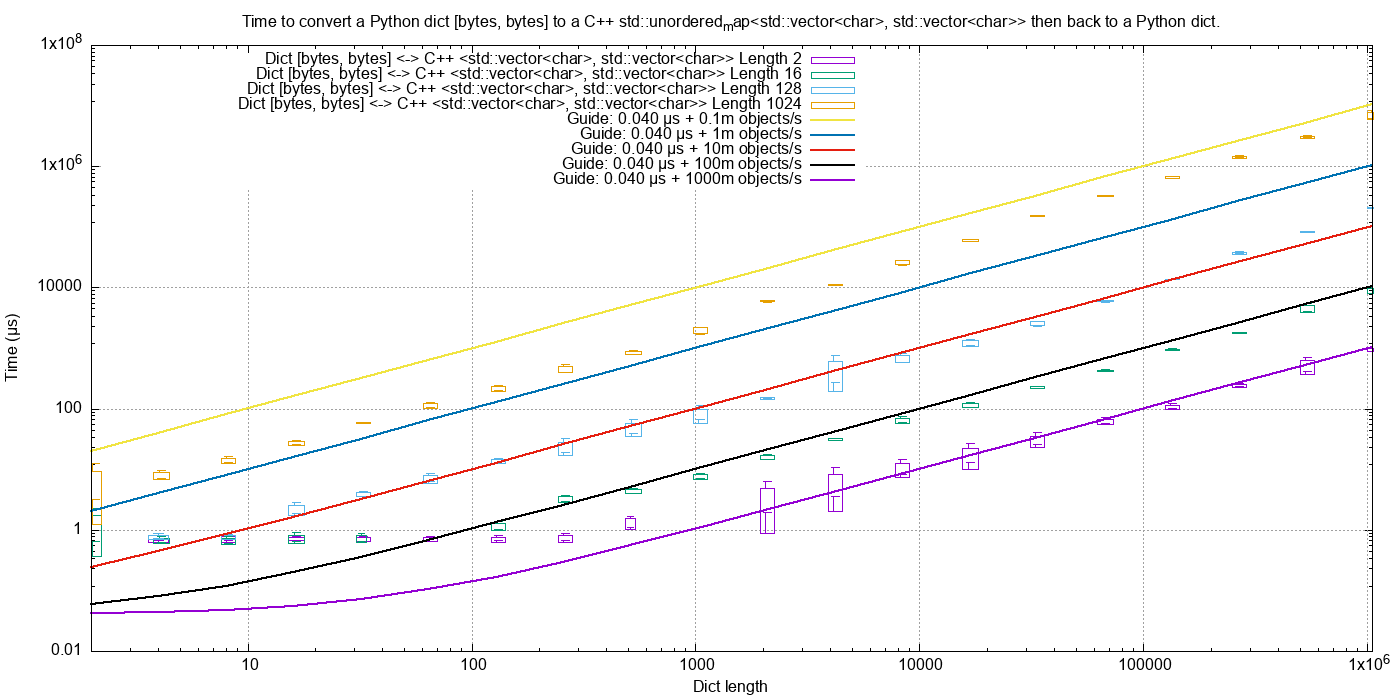 Time to convert a Python dict [bytes, bytes] to a C++ std::unordered_map<std::vector<char>, std::vector<char>> then back to a Python dict.
Dict [bytes, bytes] <-> C++ <std::vector<char>, std::vector<char>> Length 2
Dict [bytes, bytes] <-> C++ <std::vector<char>, std::vector<char>> Length 16
Dict [bytes, bytes] <-> C++ <std::vector<char>, std::vector<char>> Length 128
Dict [bytes, bytes] <-> C++ <std::vector<char>, std::vector<char>> Length 1024
Guide: 0.040 µs + 0.1m objects/s
Guide: 0.040 µs + 1m objects/s
Guide: 0.040 µs + 10m objects/s
Guide: 0.040 µs + 100m objects/s
Guide: 0.040 µs + 1000m objects/s
Time (µs)
1x10^8
1x10^6
10000
100
1
0.01
10 100 1000 10000 100000 1x10^6
Dict length